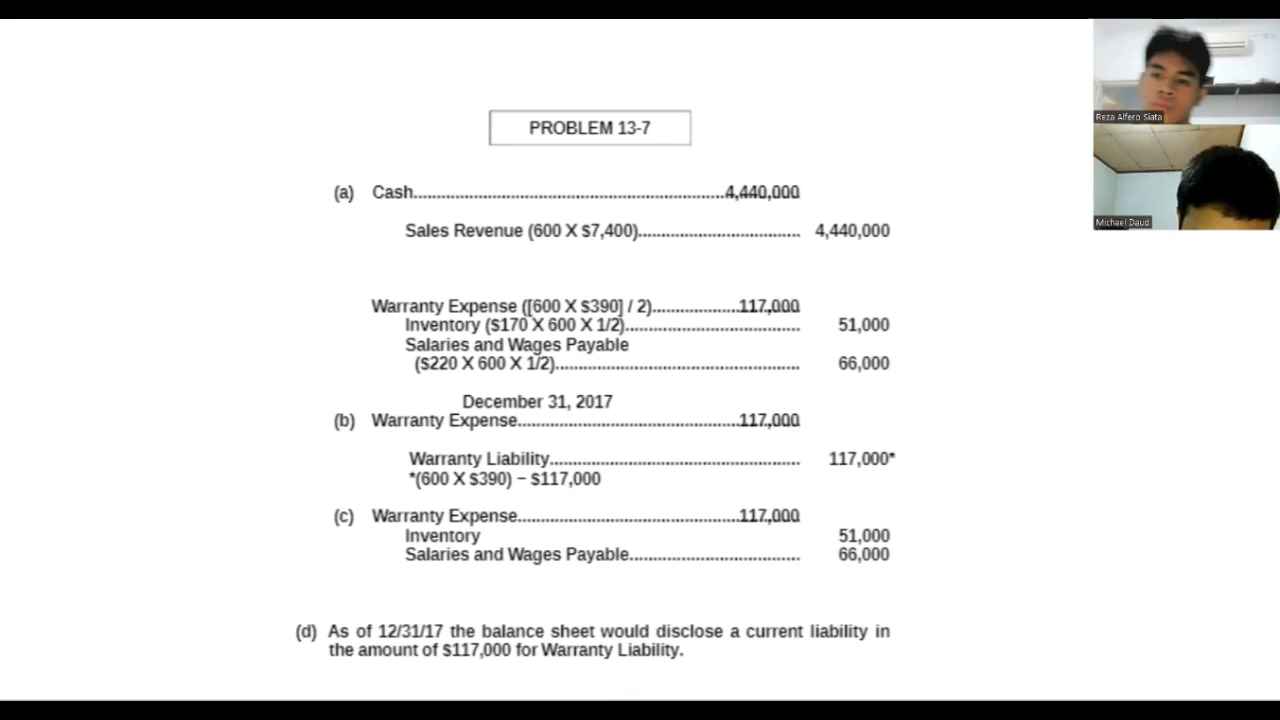 PROBLEM 13-7
Reza Alfero Siata
Michael Daud
(a) Cash......................................................................4,440,000
Sales Revenue (600 X $7,400).................................... 4,440,000
Warranty Expense ([600 X $390] / 2)....................117,000
Inventory ($170 X 600 X 1/2)....................................... 51,000
Salaries and Wages Payable
($220 X 600 X 1/2)....................................................... 66,000
December 31, 2017
(b) Warranty Expense..................................................117,000
Warranty Liability........................................................ 117,000*
*(600 X $390) – $117,000
(c) Warranty Expense..................................................117,000
Inventory 51,000
Salaries and Wages Payable...................................... 66,000
(d) As of 12/31/17 the balance sheet would disclose a current liability in
the amount of $117,000 for Warranty Liability.